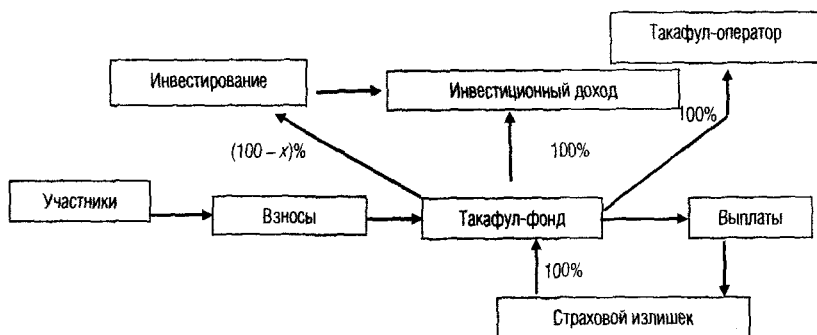 Такафул-оператор
Инвестирование
Инвестиционный доход
100%
(100 – x)%
100%
Участники
Взносы
Такафул-фонд
Выплаты
100%
Страховой излишек